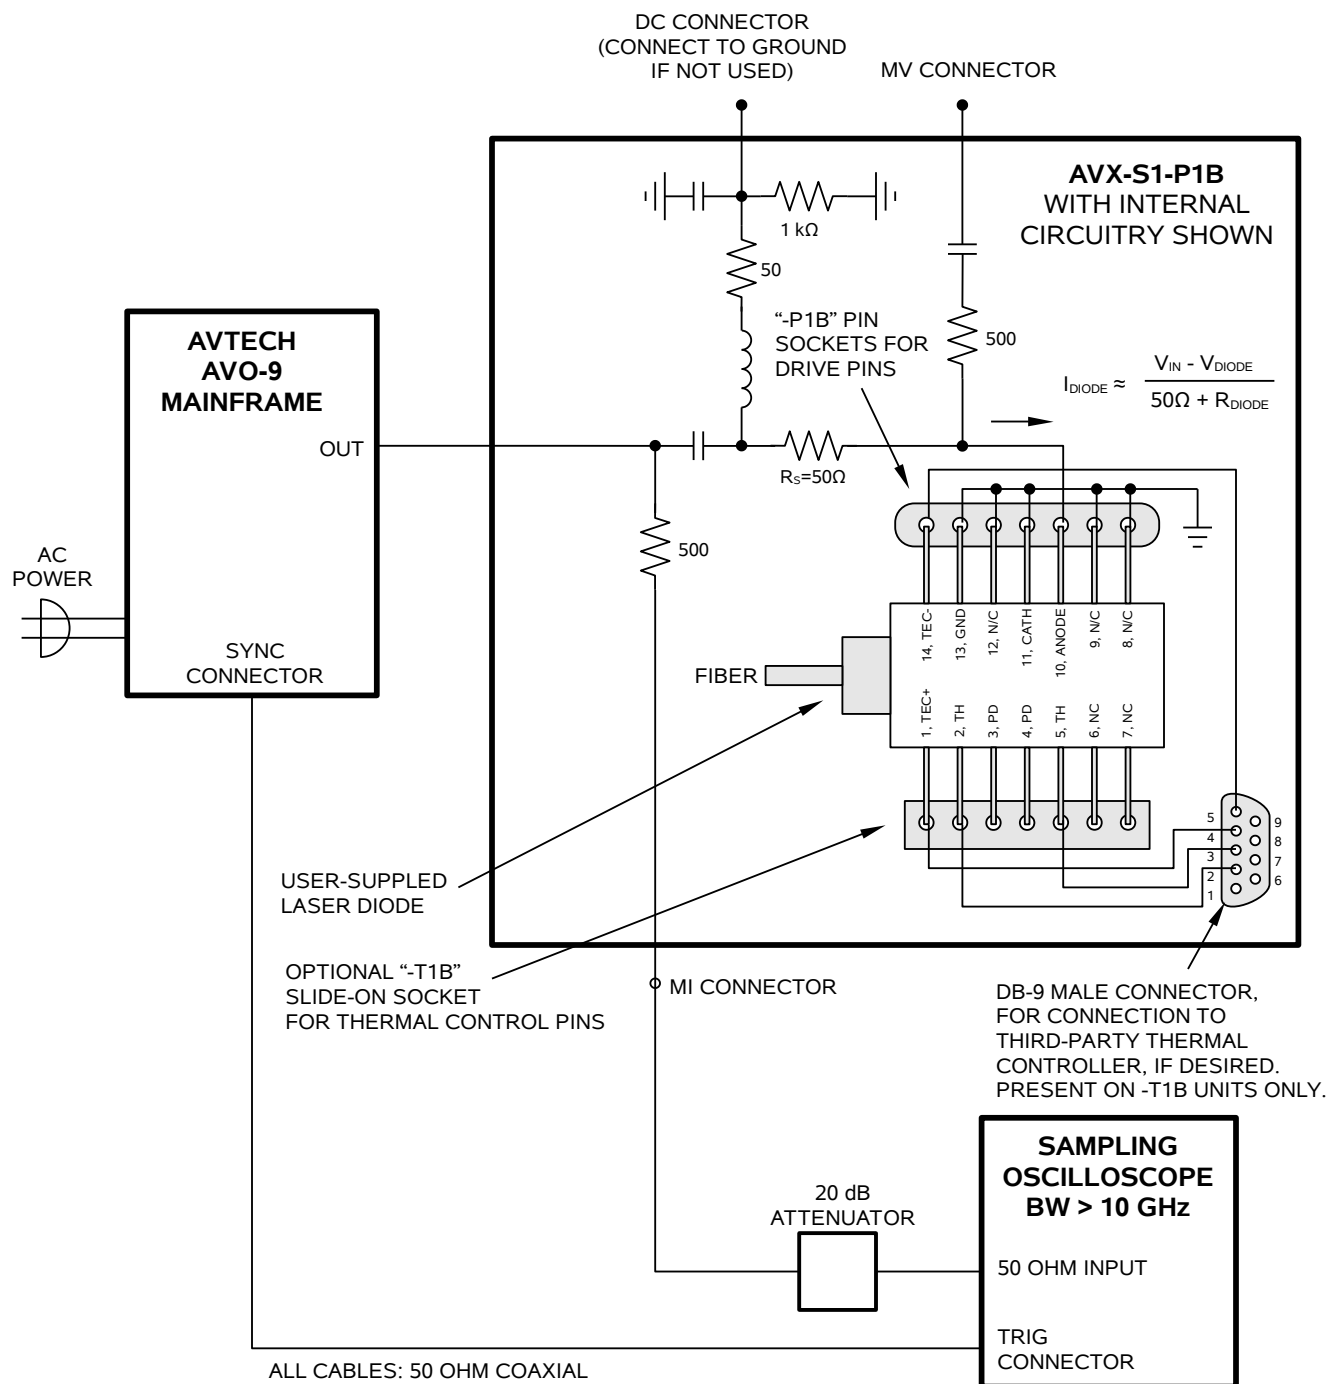 DC CONNECTOR
(CONNECT TO GROUND
IF NOT USED)
MV CONNECTOR
AVX-S1-P1B
WITH INTERNAL
CIRCUITRY SHOWN
1 kΩ
50
"-P1B" PIN
SOCKETS FOR
DRIVE PINS
500
I_DIODE ≈ V_IN - V_DIODE
50Ω + R_DIODE
AVTECH
AVO-9
MAINFRAME
OUT
R_S=50Ω
500
AC
POWER
SYNC
CONNECTOR
FIBER
14, TEC-
13, GND
12, N/C
11, CATH
10, ANODE
9, N/C
8, N/C
1, TEC+
2, TH
3, PD
4, PD
5, TH
6, NC
7, NC
5
4
3
2
1
9
8
7
6
USER-SUPPLED
LASER DIODE
OPTIONAL "-T1B"
SLIDE-ON SOCKET
FOR THERMAL CONTROL PINS
MI CONNECTOR
DB-9 MALE CONNECTOR,
FOR CONNECTION TO
THIRD-PARTY THERMAL
CONTROLLER, IF DESIRED.
PRESENT ON -T1B UNITS ONLY.
SAMPLING
OSCILLOSCOPE
BW > 10 GHz
20 dB
ATTENUATOR
50 OHM INPUT
TRIG
CONNECTOR
ALL CABLES: 50 OHM COAXIAL